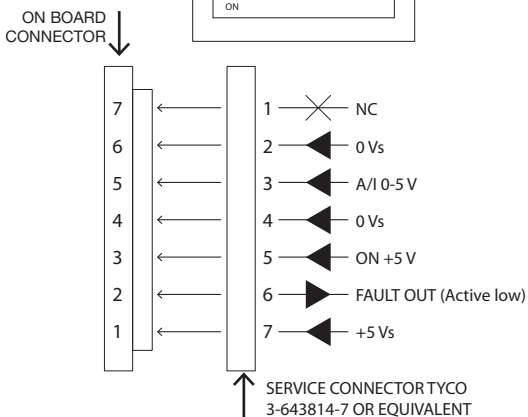 ON
ON BOARD
CONNECTOR
7 1 NC
6 2 0 Vs
5 3 A/I 0-5 V
4 4 0 Vs
3 5 ON +5 V
2 6 FAULT OUT (Active low)
1 7 +5 Vs
SERVICE CONNECTOR TYCO
3-643814-7 OR EQUIVALENT